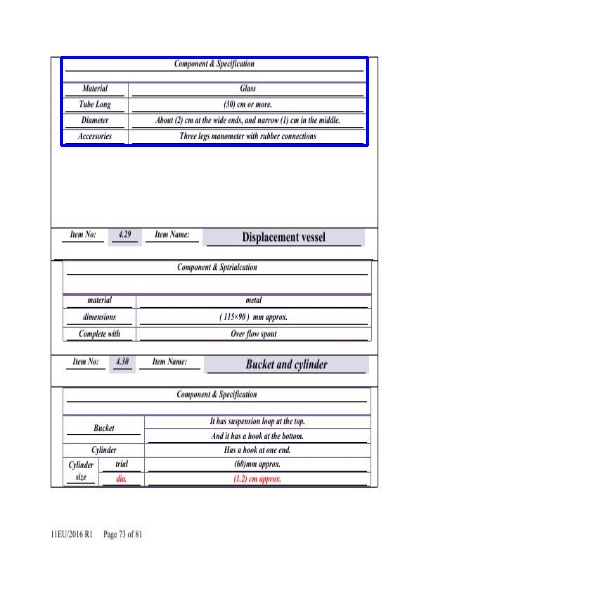 Component & Specification
Material Glass
Tube Long (30) cm or more.
Diameter About (2) cm at the wide ends, and narrow (1) cm in the middle.
Accessories Three legs manometer with rubber connections
Item No: 4.29 Item Name: Displacement vessel
Component & Sptrialcation
material metal
dimensions ( 115×90 ) mm approx.
Complete with Over flow spout
Item No: 4.30 Item Name: Bucket and cylinder
Component & Specification
Bucket It has suspension loop at the top.
And it has a hook at the bottom.
Cylinder Has a hook at one end.
Cylinder size trial (60)mm approx.
dio. (1.2) cm approx.
11EU/2016 R1 Page 73 of 81